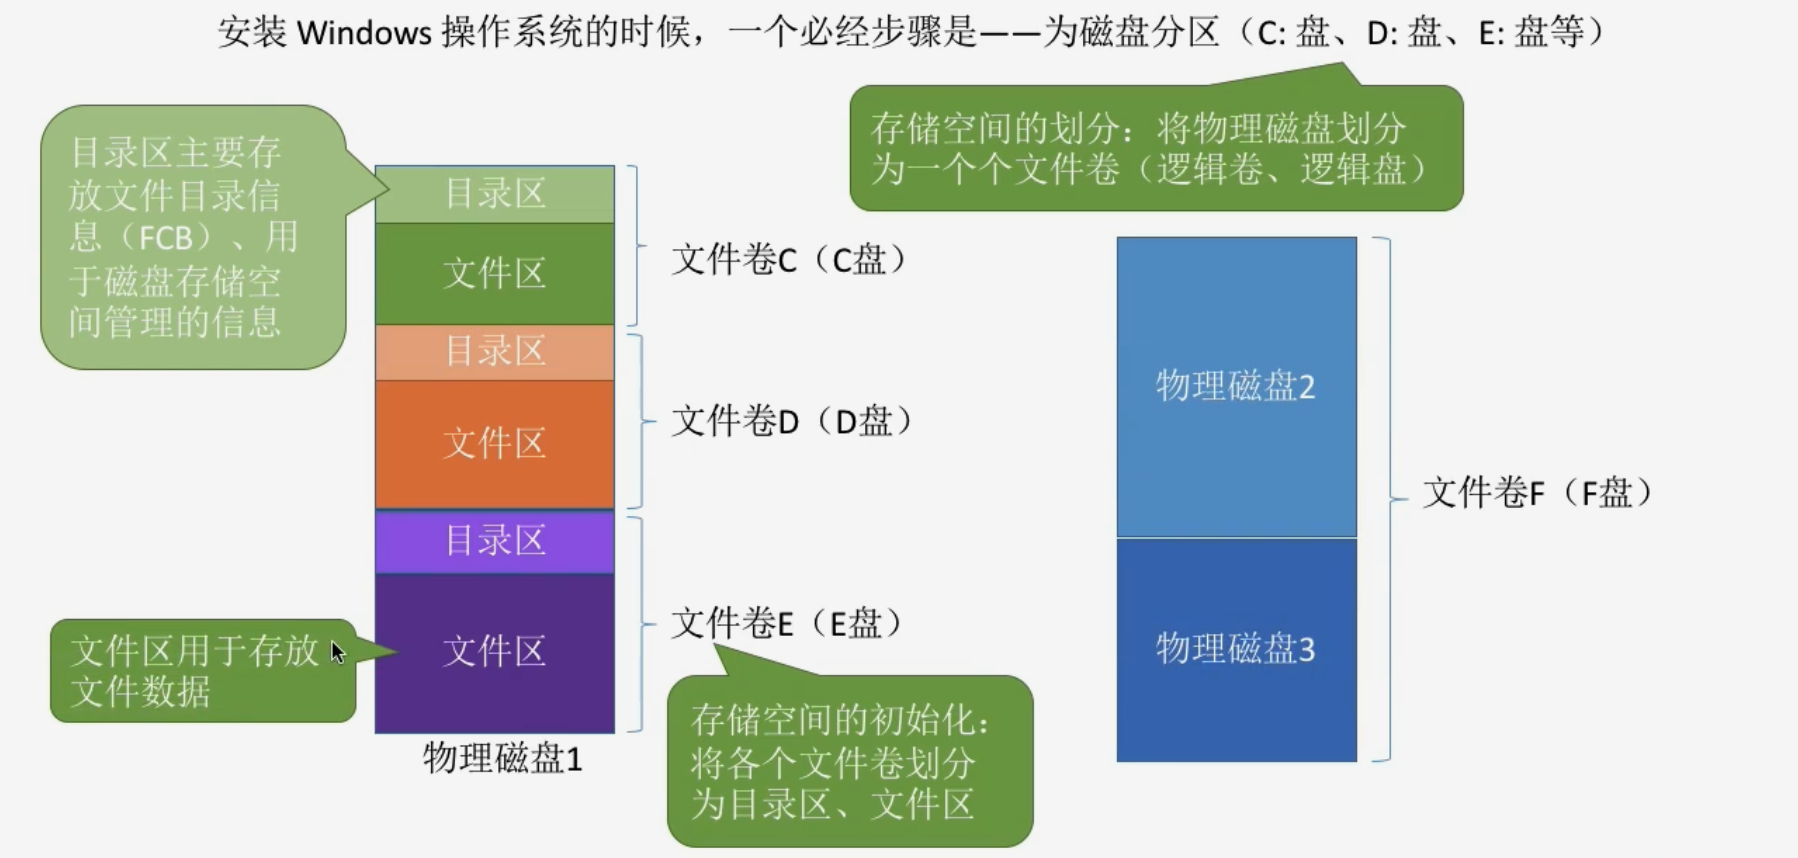 安装 Windows 操作系统的时候，一个必经步骤是——为磁盘分区（C: 盘、D: 盘、E: 盘等）
存储空间的划分：将物理磁盘划分
为一个个文件卷（逻辑卷、逻辑盘）
目录区主要存
放文件目录信
息（FCB）、用
于磁盘存储空
间管理的信息
目录区
文件区
文件卷C（C盘）
目录区
文件区
文件卷D（D盘）
目录区
文件区
文件卷E（E盘）
文件区用于存放
文件数据
物理磁盘1
存储空间的初始化：
将各个文件卷划分
为目录区、文件区
物理磁盘2
物理磁盘3
文件卷F（F盘）